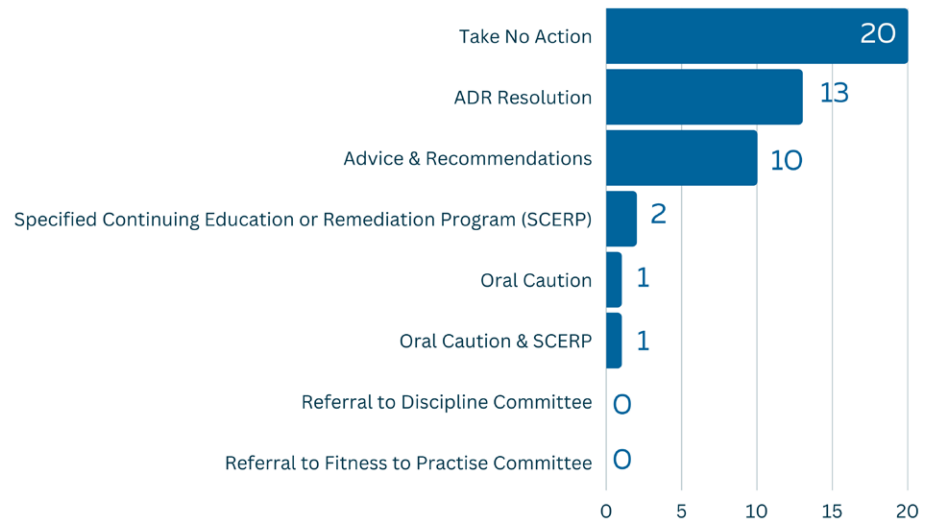 Take No Action 20
ADR Resolution 13
Advice & Recommendations 10
Specified Continuing Education or Remediation Program (SCERP) 2
Oral Caution 1
Oral Caution & SCERP 1
Referral to Discipline Committee 0
Referral to Fitness to Practise Committee 0
0 5 10 15 20